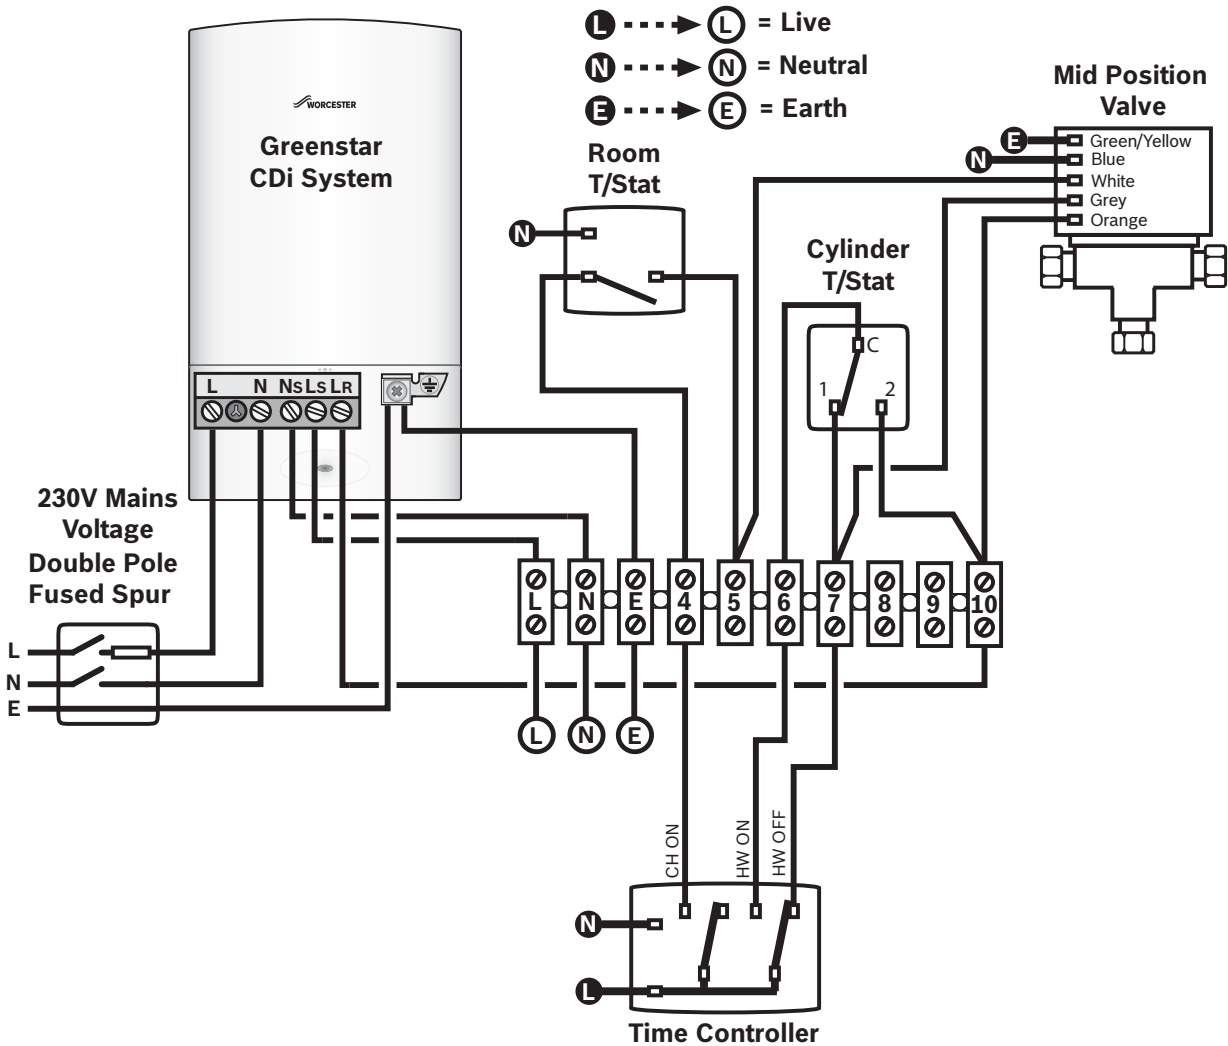 L L = Live
N N = Neutral
E E = Earth
WORCESTER
Greenstar
CDi System
Room
T/Stat
N
Mid Position
Valve
E
N
Green/Yellow
Blue
White
Grey
Orange
Cylinder
T/Stat
C
1 2
L N NS LS LR
230V Mains
Voltage
Double Pole
Fused Spur
L
N
E
L N E 4 5 6 7 8 9 10
L N E
CH ON
HW ON
HW OFF
N
L
Time Controller